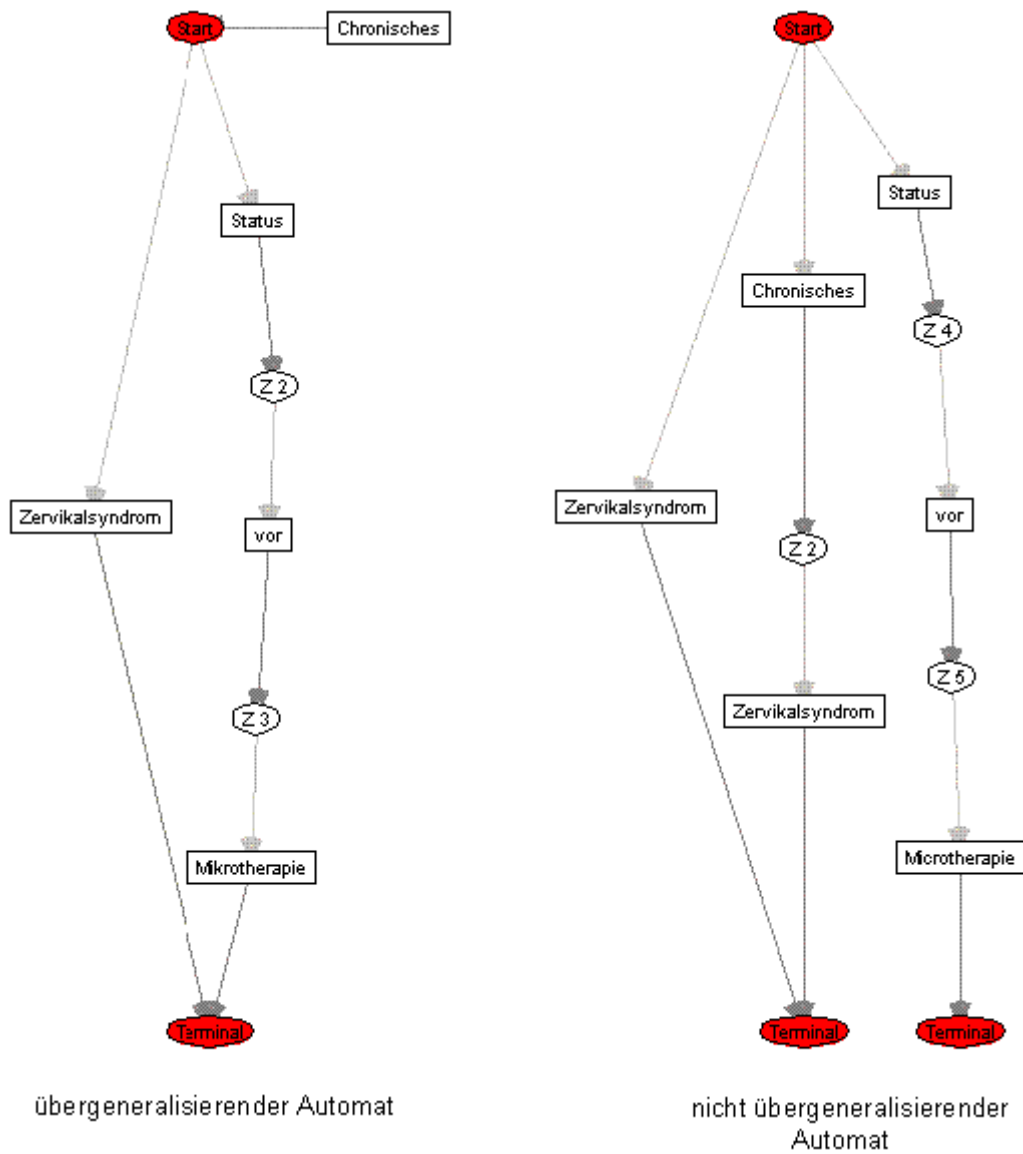 Start
Chronisches
Status
Z 2
Zervikalsyndrom
vor
Z 3
Mikrotherapie
Terminal
übergeneralisierender Automat
Start
Status
Chronisches
Z 4
Zervikalsyndrom
vor
Z 2
Z 5
Zervikalsyndrom
Microtherapie
Terminal
Terminal
nicht übergeneralisierender
Automat